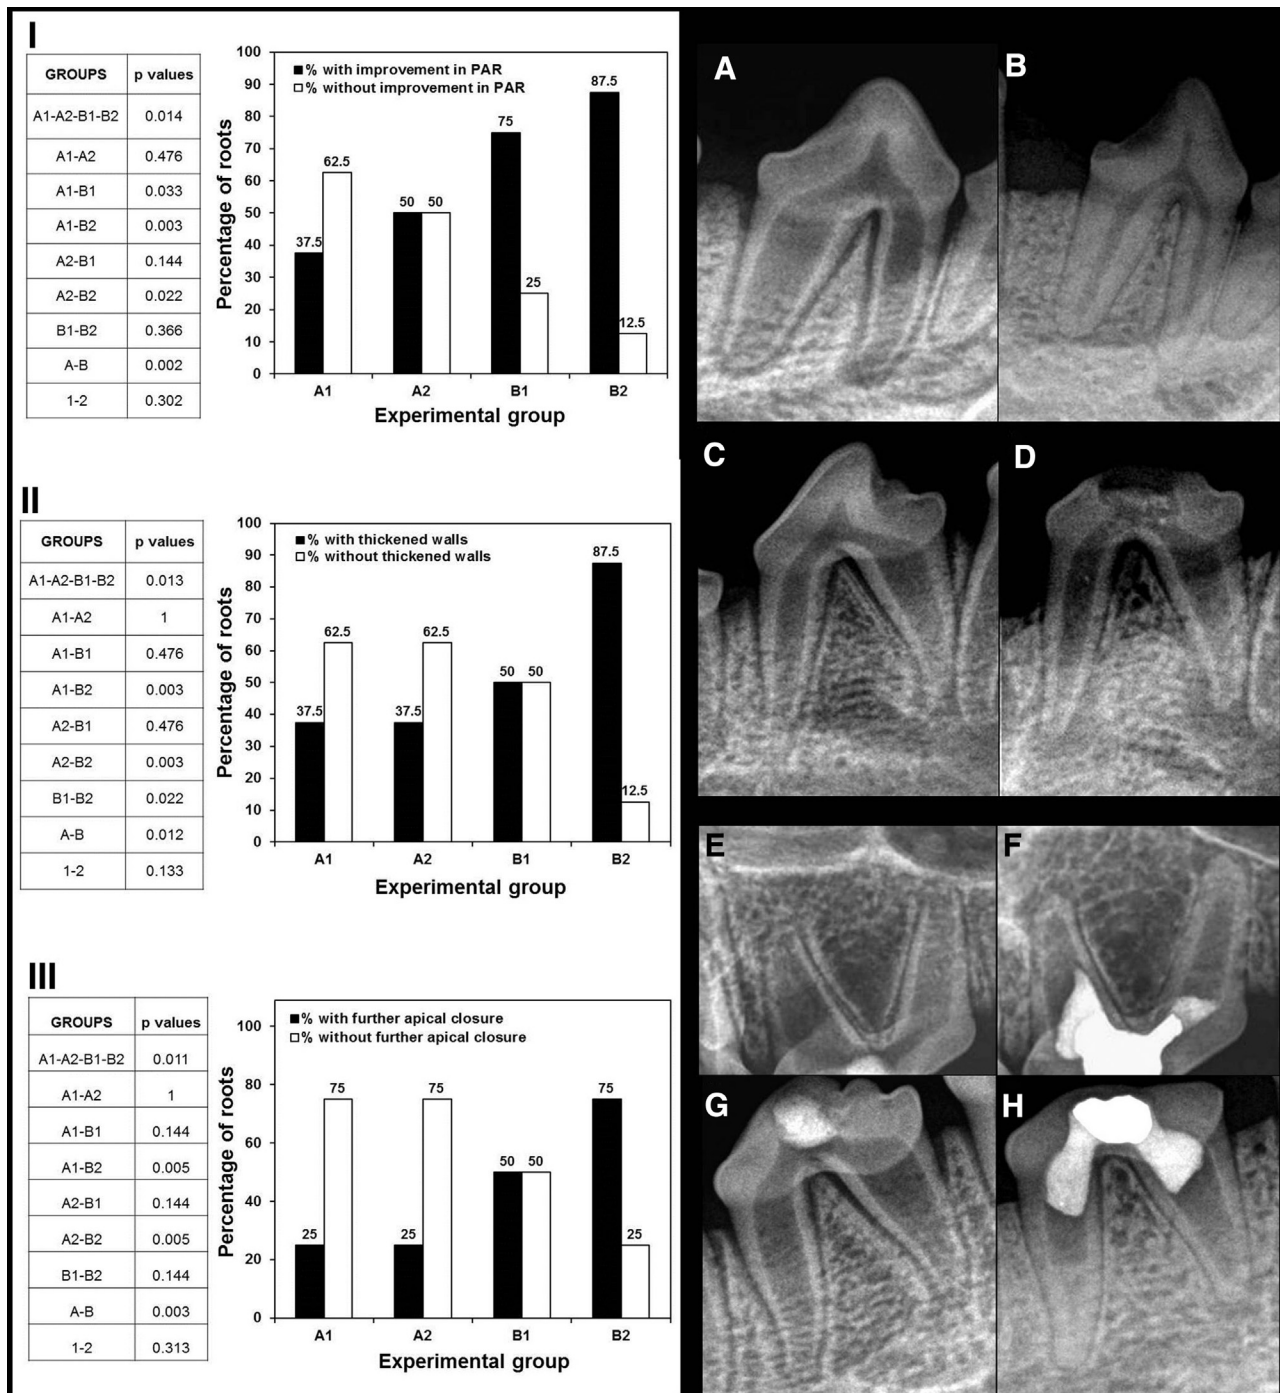 I
GROUPS p values
A1-A2-B1-B2 0.014
A1-A2 0.476
A1-B1 0.033
A1-B2 0.003
A2-B1 0.144
A2-B2 0.022
B1-B2 0.366
A-B 0.002
1-2 0.302
100
90
80
70
60
50
40
30
20
10
0
Percentage of roots
% with improvement in PAR
% without improvement in PAR
37.5 62.5 50 50 75 25 87.5 12.5
A1 A2 B1 B2
Experimental group
II
GROUPS p values
A1-A2-B1-B2 0.013
A1-A2 1
A1-B1 0.476
A1-B2 0.003
A2-B1 0.476
A2-B2 0.003
B1-B2 0.022
A-B 0.012
1-2 0.133
100
90
80
70
60
50
40
30
20
10
0
Percentage of roots
% with thickened walls
% without thickened walls
37.5 62.5 37.5 62.5 50 50 87.5 12.5
A1 A2 B1 B2
Experimental group
III
GROUPS p values
A1-A2-B1-B2 0.011
A1-A2 1
A1-B1 0.144
A1-B2 0.005
A2-B1 0.144
A2-B2 0.005
B1-B2 0.144
A-B 0.003
1-2 0.313
100
80
60
40
20
0
Percentage of roots
% with further apical closure
% without further apical closure
25 75 25 75 50 50 75 25
A1 A2 B1 B2
Experimental group
A B
C D
E F
G H